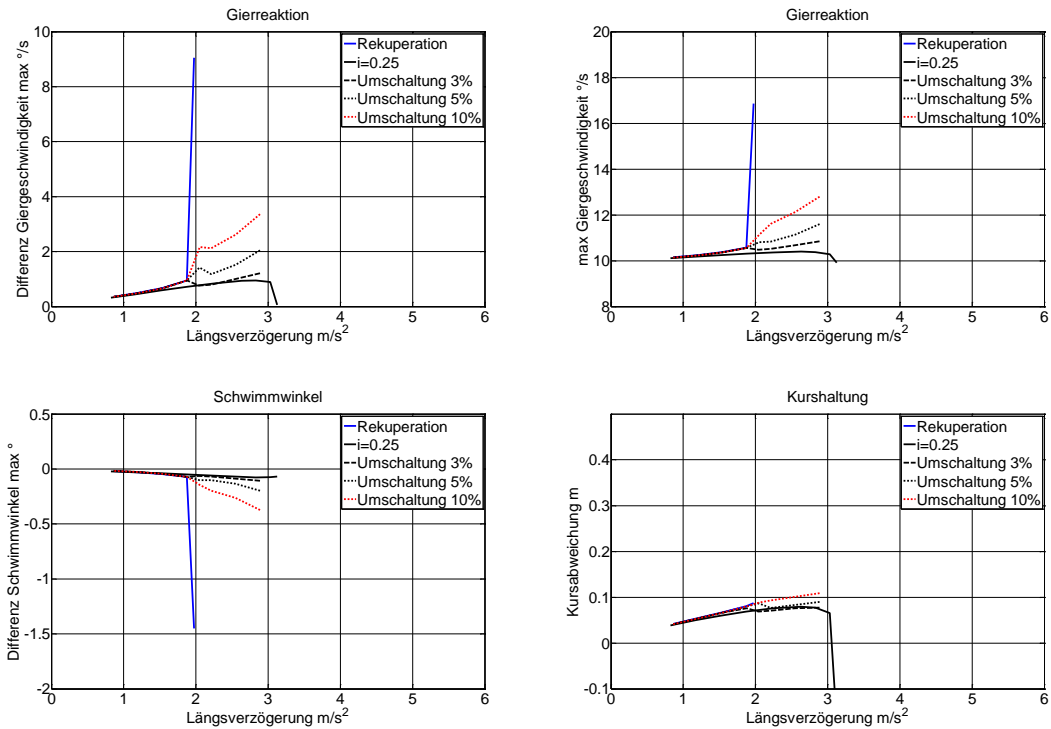 Gierreaktion
Differenz Giergeschwindigkeit max °/s
10
8
6
4
2
0
0 1 2 3 4 5 6
Längsverzögerung m/s²
Rekuperation
i=0.25
Umschaltung 3%
Umschaltung 5%
Umschaltung 10%
Gierreaktion
max Giergeschwindigkeit °/s
20
18
16
14
12
10
8
0 1 2 3 4 5 6
Längsverzögerung m/s²
Rekuperation
i=0.25
Umschaltung 3%
Umschaltung 5%
Umschaltung 10%
Schwimmwinkel
Differenz Schwimmwinkel max °
0.5
0
-0.5
-1
-1.5
-2
0 1 2 3 4 5 6
Längsverzögerung m/s²
Rekuperation
i=0.25
Umschaltung 3%
Umschaltung 5%
Umschaltung 10%
Kurshaltung
Kursabweichung m
0.4
0.3
0.2
0.1
0
-0.1
0 1 2 3 4 5 6
Längsverzögerung m/s²
Rekuperation
i=0.25
Umschaltung 3%
Umschaltung 5%
Umschaltung 10%